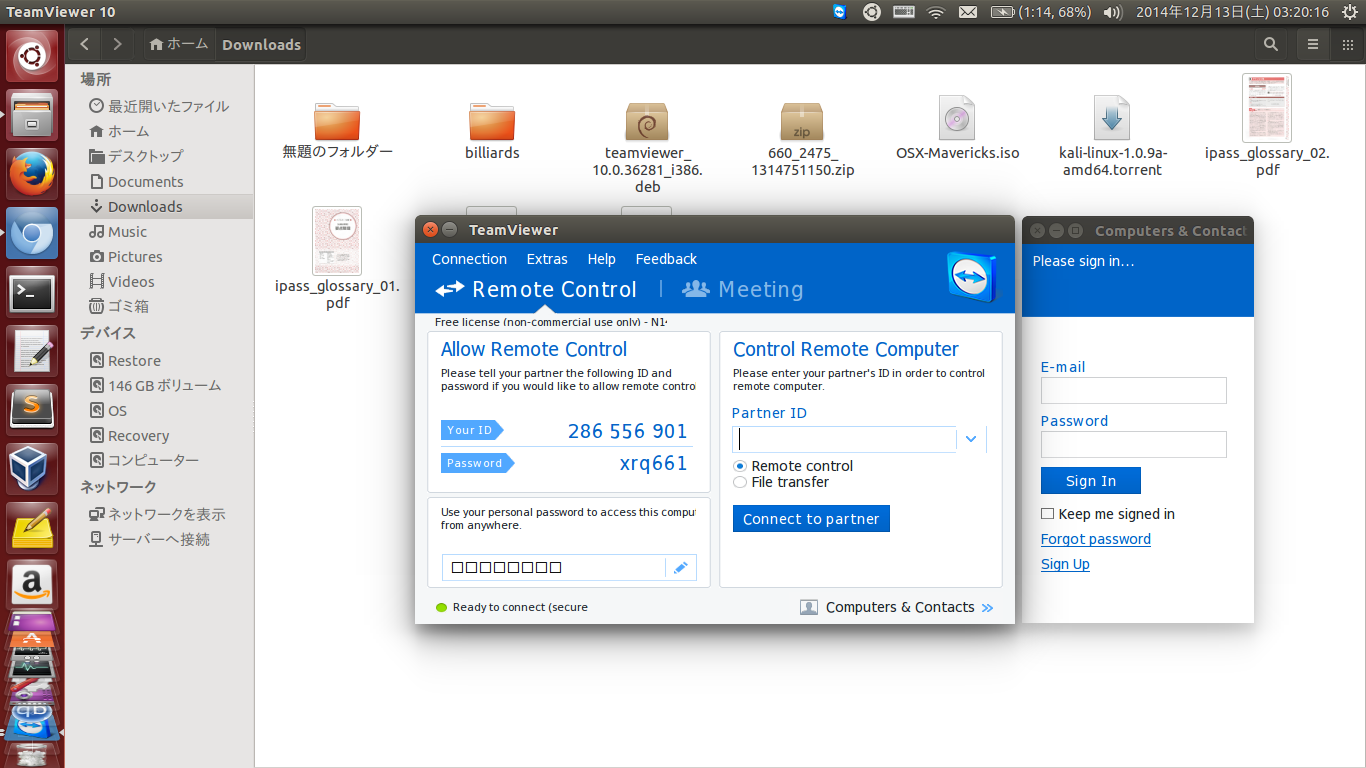 TeamViewer 10
(1:14, 68%)
2014年12月13日(土) 03:20:16
ホーム
Downloads
場所
最近開いたファイル
ホーム
デスクトップ
Documents
Downloads
Music
Pictures
Videos
ゴミ箱
デバイス
Restore
146 GB ボリューム
OS
Recovery
コンピューター
ネットワーク
ネットワークを表示
サーバーへ接続
無題のフォルダー
billiards
teamviewer_
10.0.36281_i386.
deb
zip
660_2475_
1314751150.zip
OSX-Mavericks.iso
kali-linux-1.0.9a-
amd64.torrent
ipass_glossary_02.
pdf
ipass_glossary_01.
pdf
TeamViewer
Connection
Extras
Help
Feedback
Remote Control
Meeting
Free license (non-commercial use only) - N14
Allow Remote Control
Please tell your partner the following ID and
password if you would like to allow remote contro
Your ID
286 556 901
Password
xrq661
Use your personal password to access this compu
from anywhere.
Ready to connect (secure
Control Remote Computer
Please enter your partner's ID in order to control
remote computer.
Partner ID
Remote control
File transfer
Connect to partner
Computers & Contacts
Computers & Contac
Please sign in...
E-mail
Password
Sign In
Keep me signed in
Forgot password
Sign Up